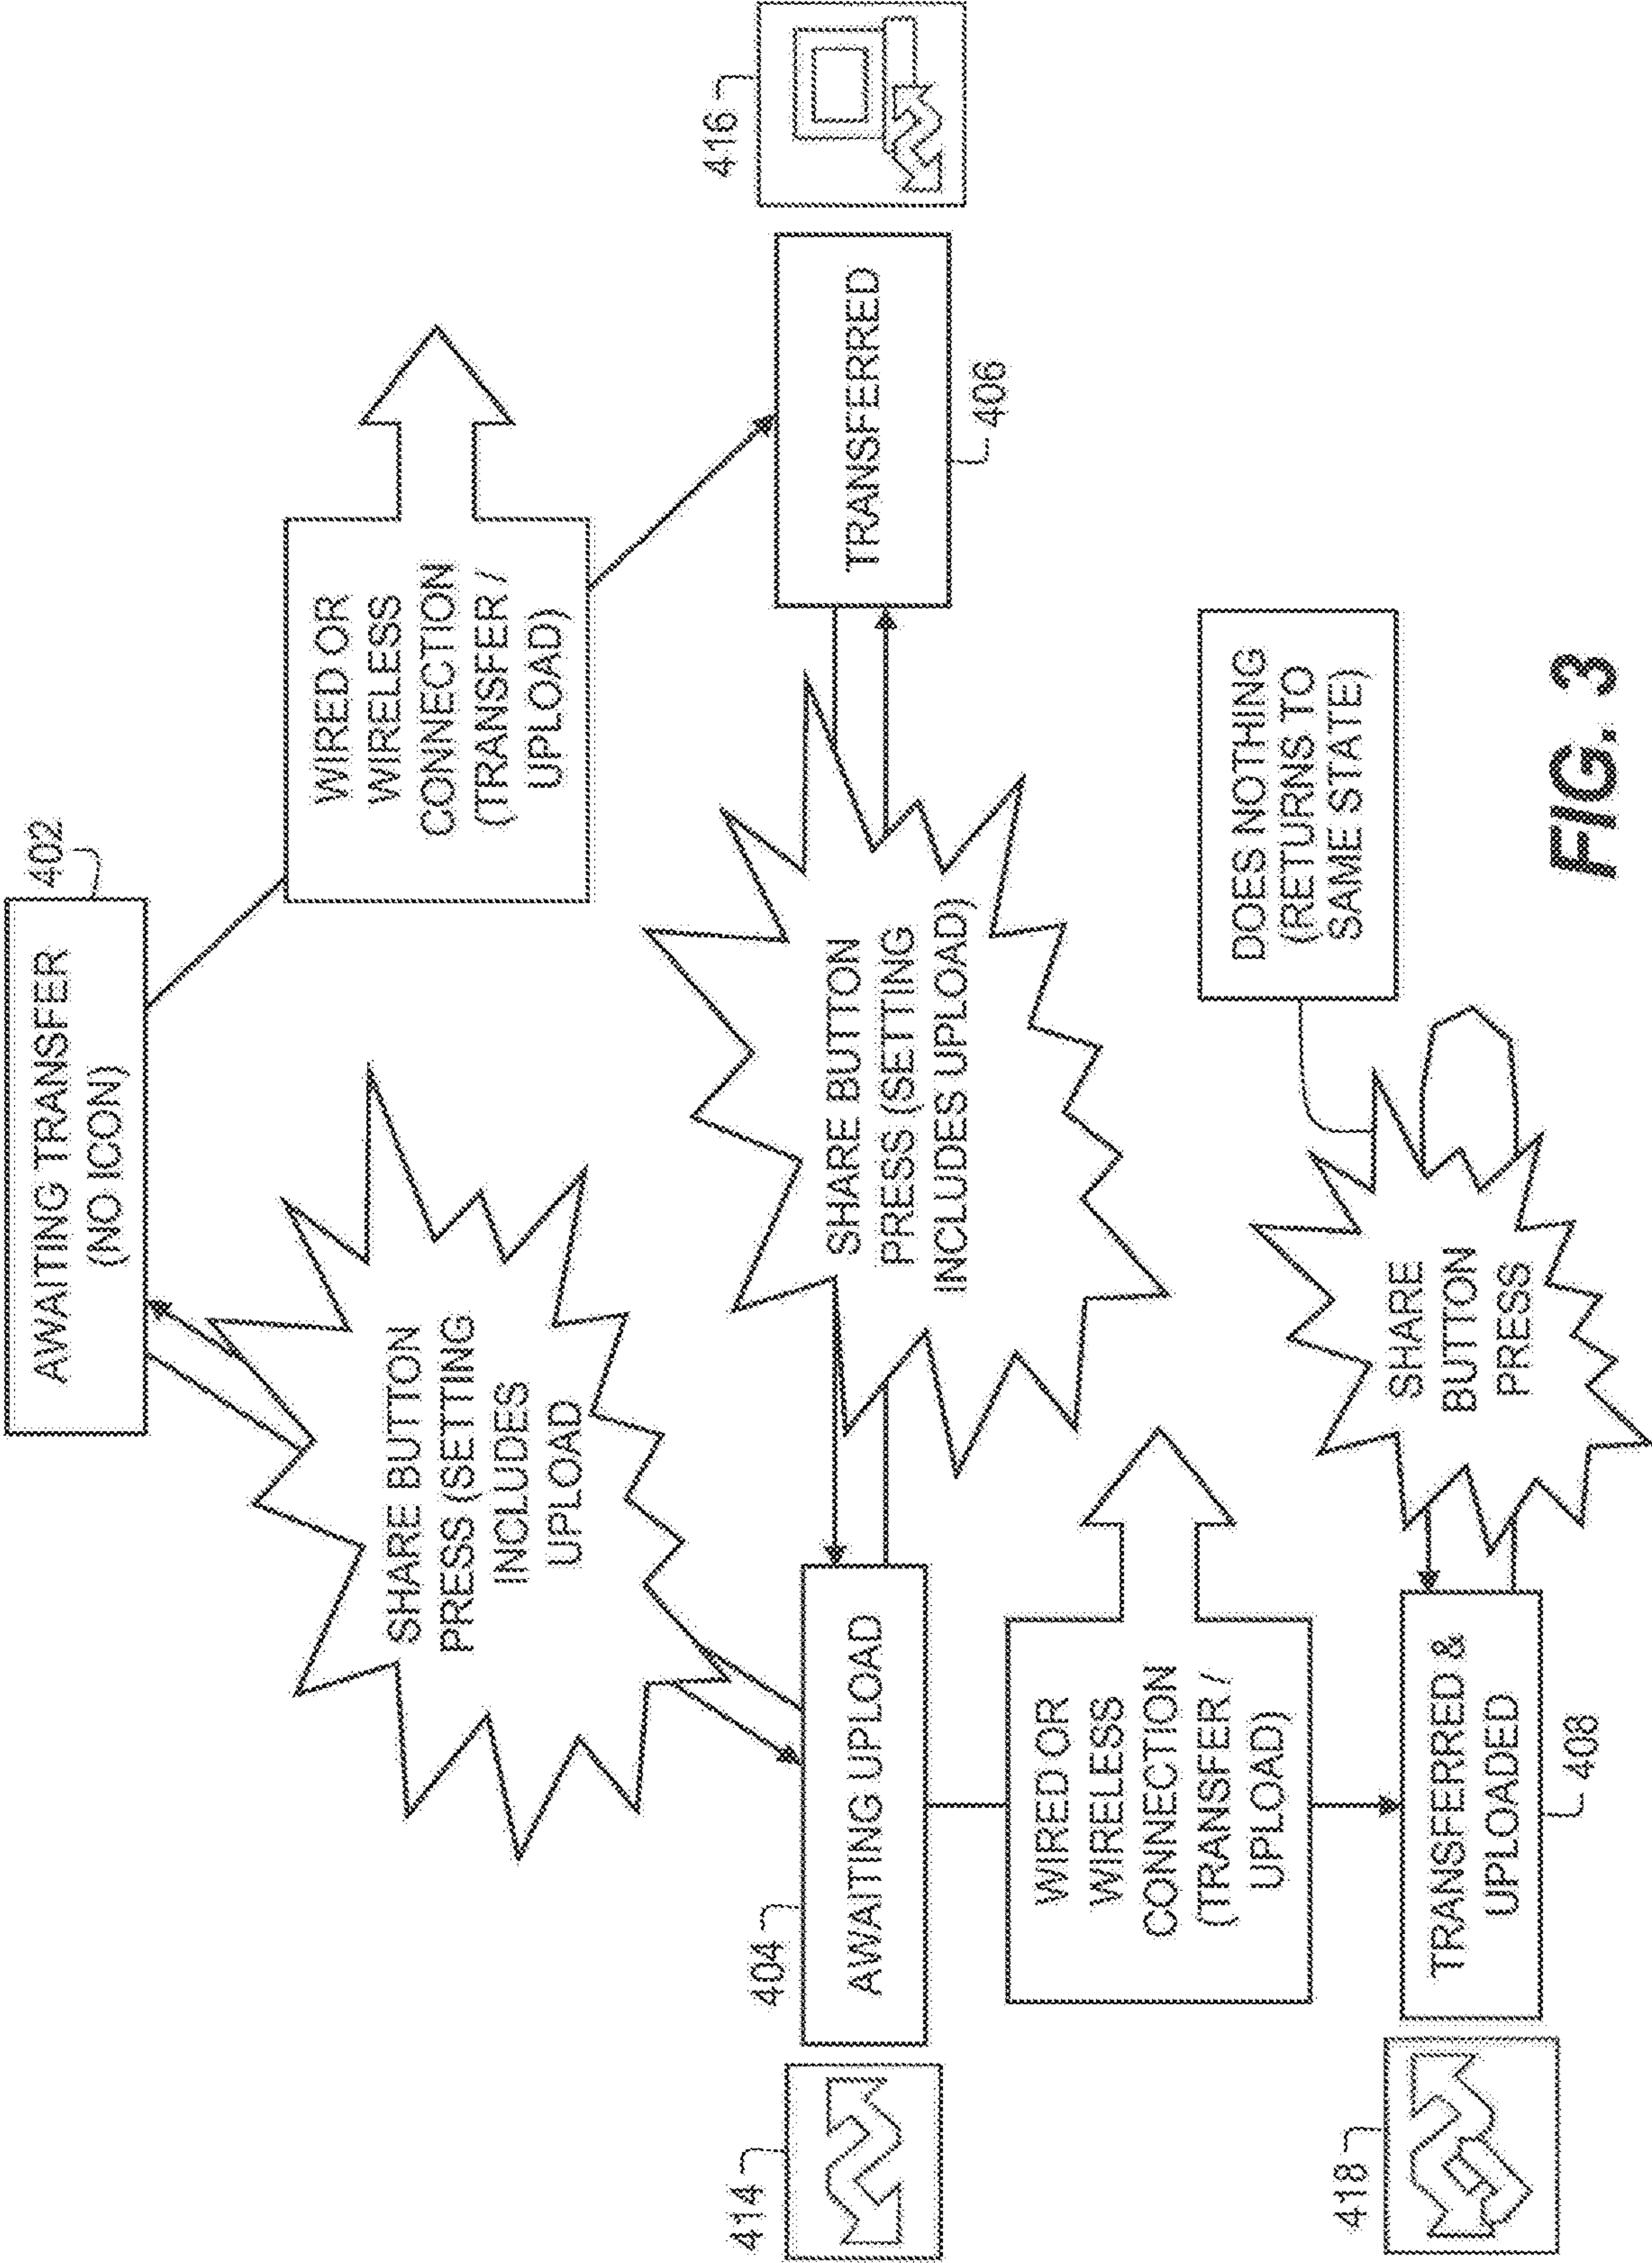 402
AWAITING TRANSFER
(NO ICON)
WIRED OR
WIRELESS
CONNECTION
(TRANSFER /
UPLOAD)
SHARE BUTTON
PRESS (SETTING
INCLUDES
UPLOAD
416
TRANSFERRED
406
SHARE BUTTON
PRESS (SETTING
INCLUDES UPLOAD)
414
404
AWAITING UPLOAD
WIRED OR
WIRELESS
CONNECTION
(TRANSFER /
UPLOAD)
418
TRANSFERRED &
UPLOADED
408
SHARE
BUTTON
PRESS
DOES NOTHING
(RETURNS TO
SAME STATE)
FIG. 3